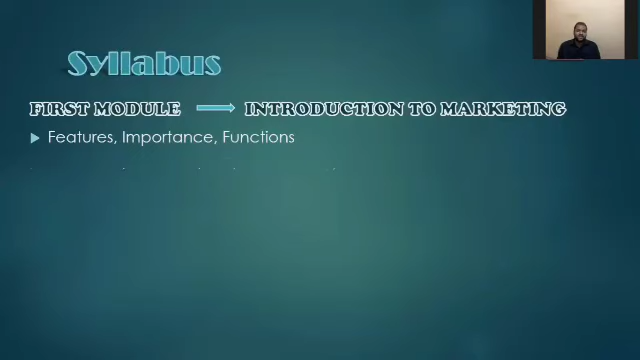 Syllabus
FIRST MODULE INTRODUCTION TO MARKETING
Features, Importance, Functions